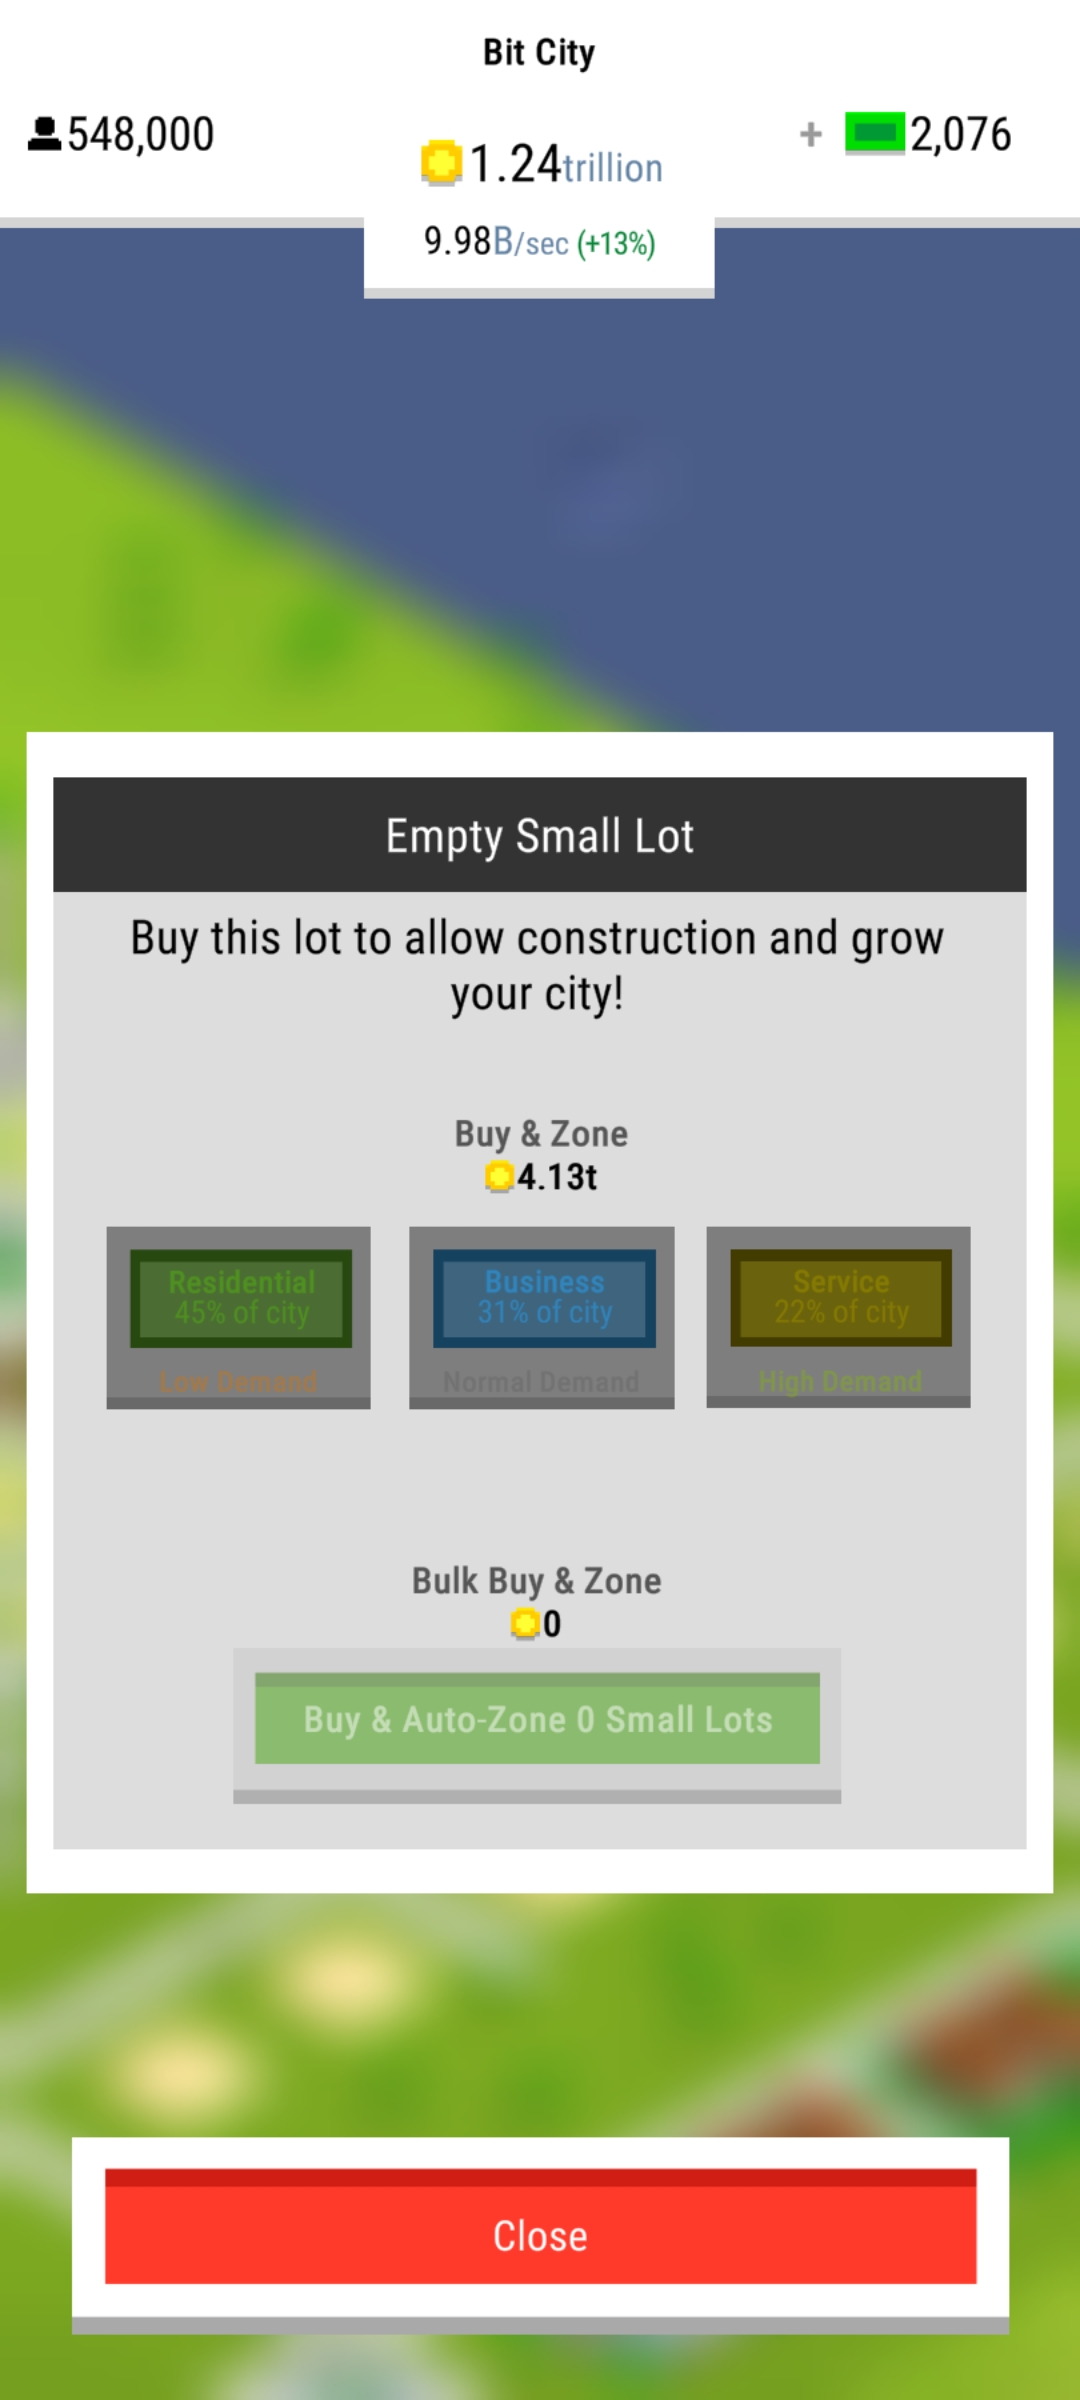 Bit City
548,000
1.24trillion
+ 2,076
9.98B/sec (+13%)
Empty Small Lot
Buy this lot to allow construction and grow
your city!
Buy & Zone
4.13t
Residential
45% of city
Low Demand
Business
31% of city
Normal Demand
Service
22% of city
High Demand
Bulk Buy & Zone
0
Buy & Auto-Zone 0 Small Lots
Close